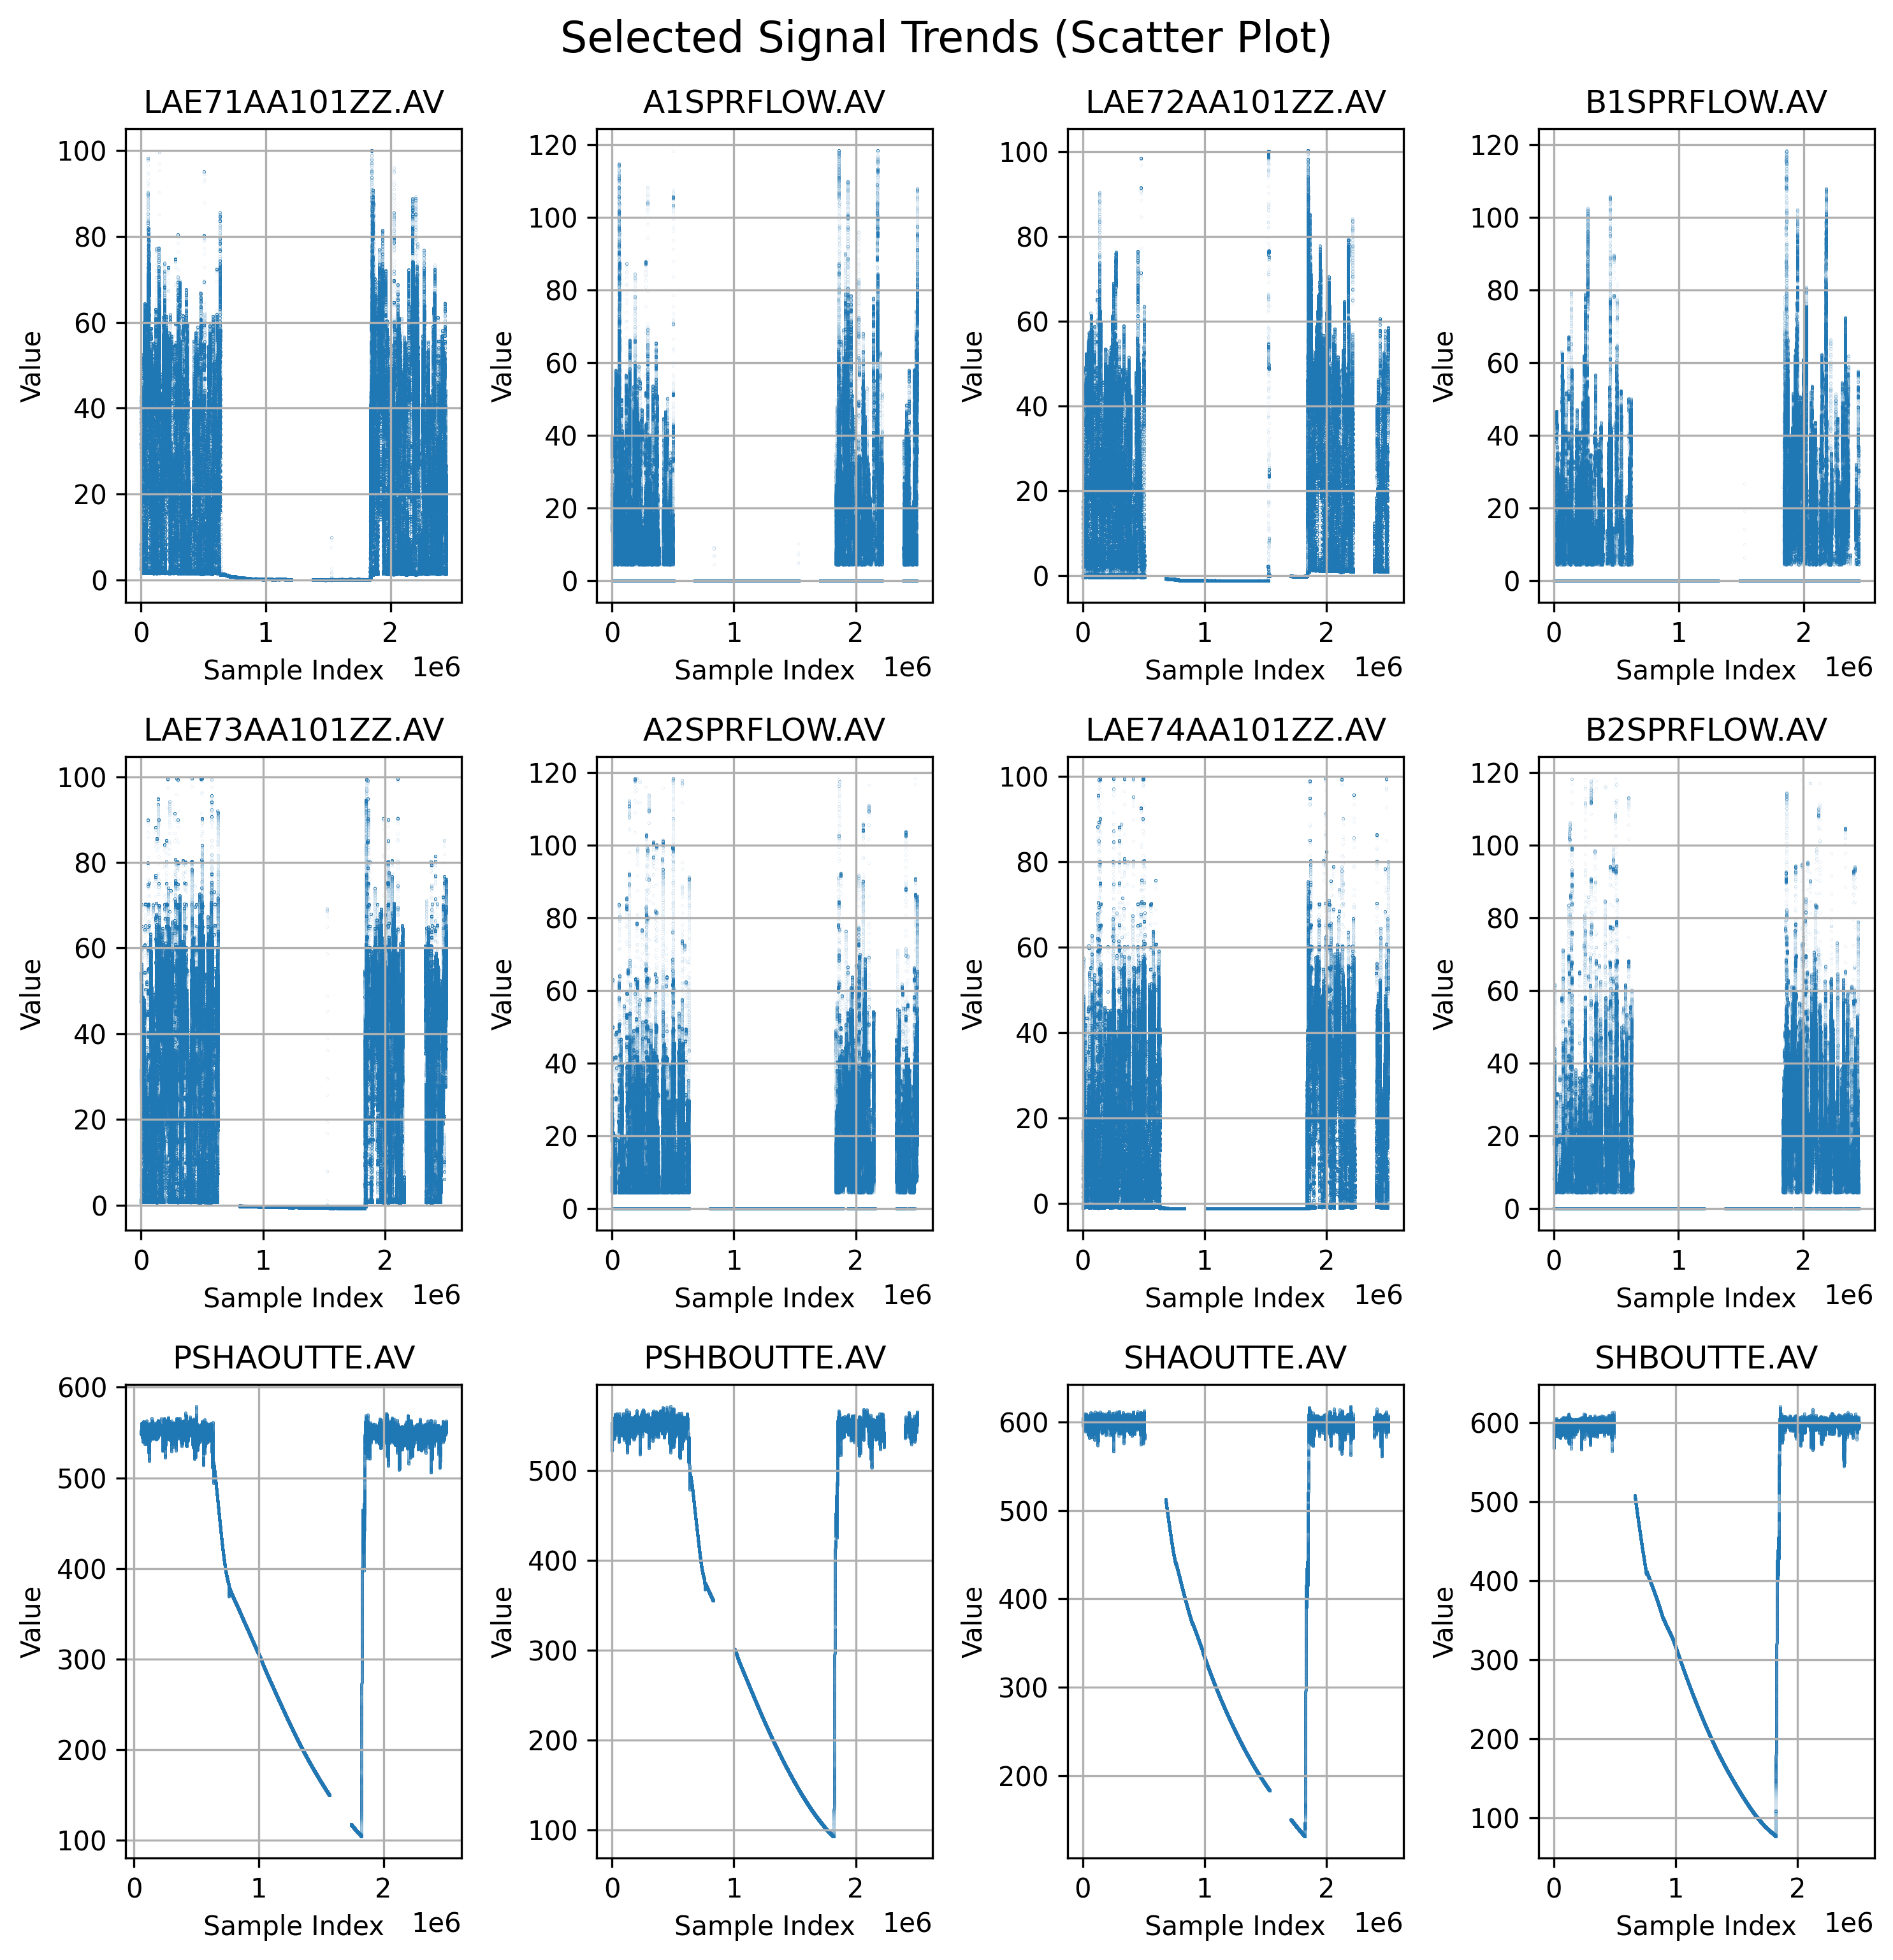 Selected Signal Trends (Scatter Plot)
LAE71AA101ZZ.AV
Value
100
80
60
40
20
0
0 1 2
Sample Index 1e6
A1SPRFLOW.AV
Value
120
100
80
60
40
20
0
0 1 2
Sample Index 1e6
LAE72AA101ZZ.AV
Value
100
80
60
40
20
0
0 1 2
Sample Index 1e6
B1SPRFLOW.AV
Value
120
100
80
60
40
20
0
0 1 2
Sample Index 1e6
LAE73AA101ZZ.AV
Value
100
80
60
40
20
0
0 1 2
Sample Index 1e6
A2SPRFLOW.AV
Value
120
100
80
60
40
20
0
0 1 2
Sample Index 1e6
LAE74AA101ZZ.AV
Value
100
80
60
40
20
0
0 1 2
Sample Index 1e6
B2SPRFLOW.AV
Value
120
100
80
60
40
20
0
0 1 2
Sample Index 1e6
PSHAOUTTE.AV
Value
600
500
400
300
200
100
0 1 2
Sample Index 1e6
PSHBOUTTE.AV
Value
500
400
300
200
100
0 1 2
Sample Index 1e6
SHAOUTTE.AV
Value
600
500
400
300
200
0 1 2
Sample Index 1e6
SHBOUTTE.AV
Value
600
500
400
300
200
100
0 1 2
Sample Index 1e6